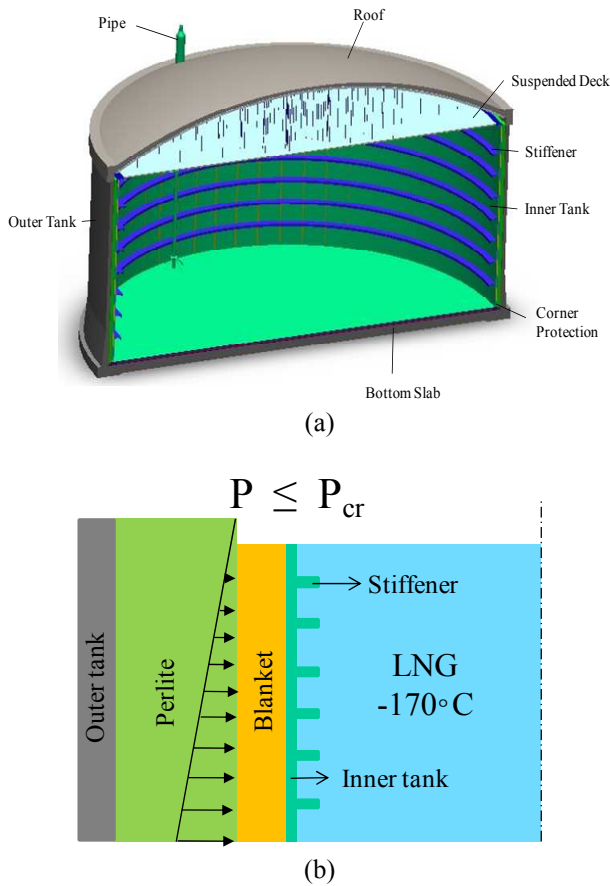 Pipe
Roof
Suspended Deck
Stiffener
Outer Tank
Inner Tank
Corner
Protection
Bottom Slab
(a)
P ≤ Pcr
Outer tank
Perlite
Blanket
Stiffener
LNG
-170°C
Inner tank
(b)